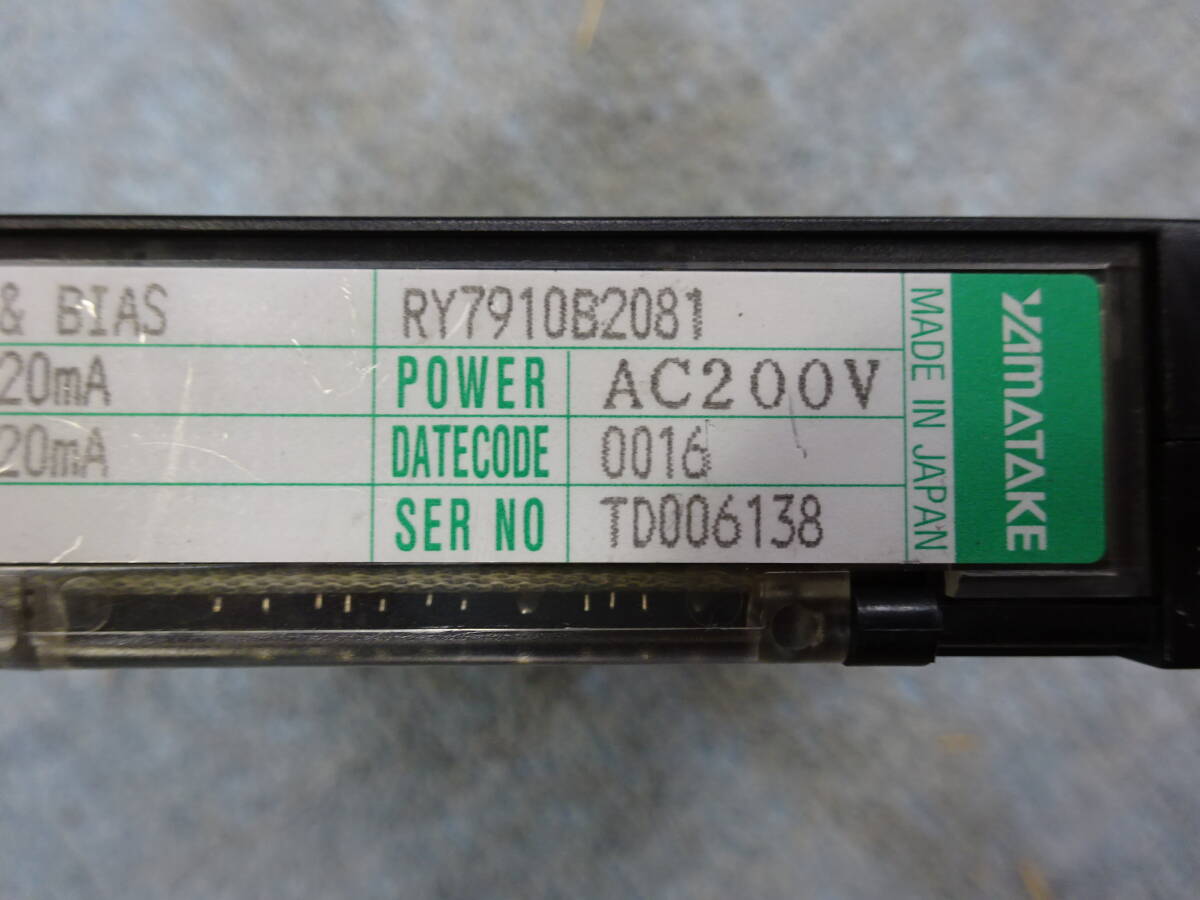 & BIAS
RY7910B2081
20mA
POWER
AC200V
20mA
DATECODE
0016
SER NO
TD006138
MADE IN JAPAN
YAMATAKE